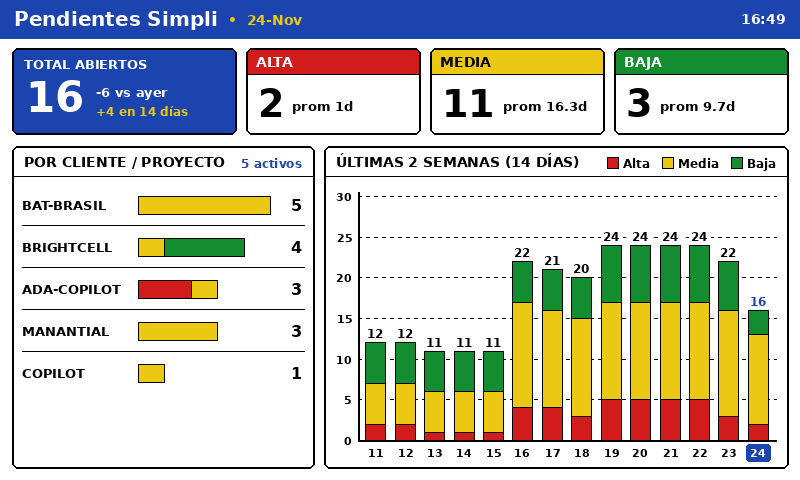 Pendientes Simpli • 24-Nov 16:49
TOTAL ABIERTOS
16
-6 vs ayer
+4 en 14 días
ALTA
2 prom 1d
MEDIA
11 prom 16.3d
BAJA
3 prom 9.7d
POR CLIENTE / PROYECTO 5 activos
BAT-BRASIL 5
BRIGHTCELL 4
ADA-COPILOT 3
MANANTIAL 3
COPILOT 1
ÚLTIMAS 2 SEMANAS (14 DÍAS) Alta Media Baja
30
25
20
15
10
5
0
12 12 11 11 11 22 21 20 24 24 24 24 22 16
11 12 13 14 15 16 17 18 19 20 21 22 23 24